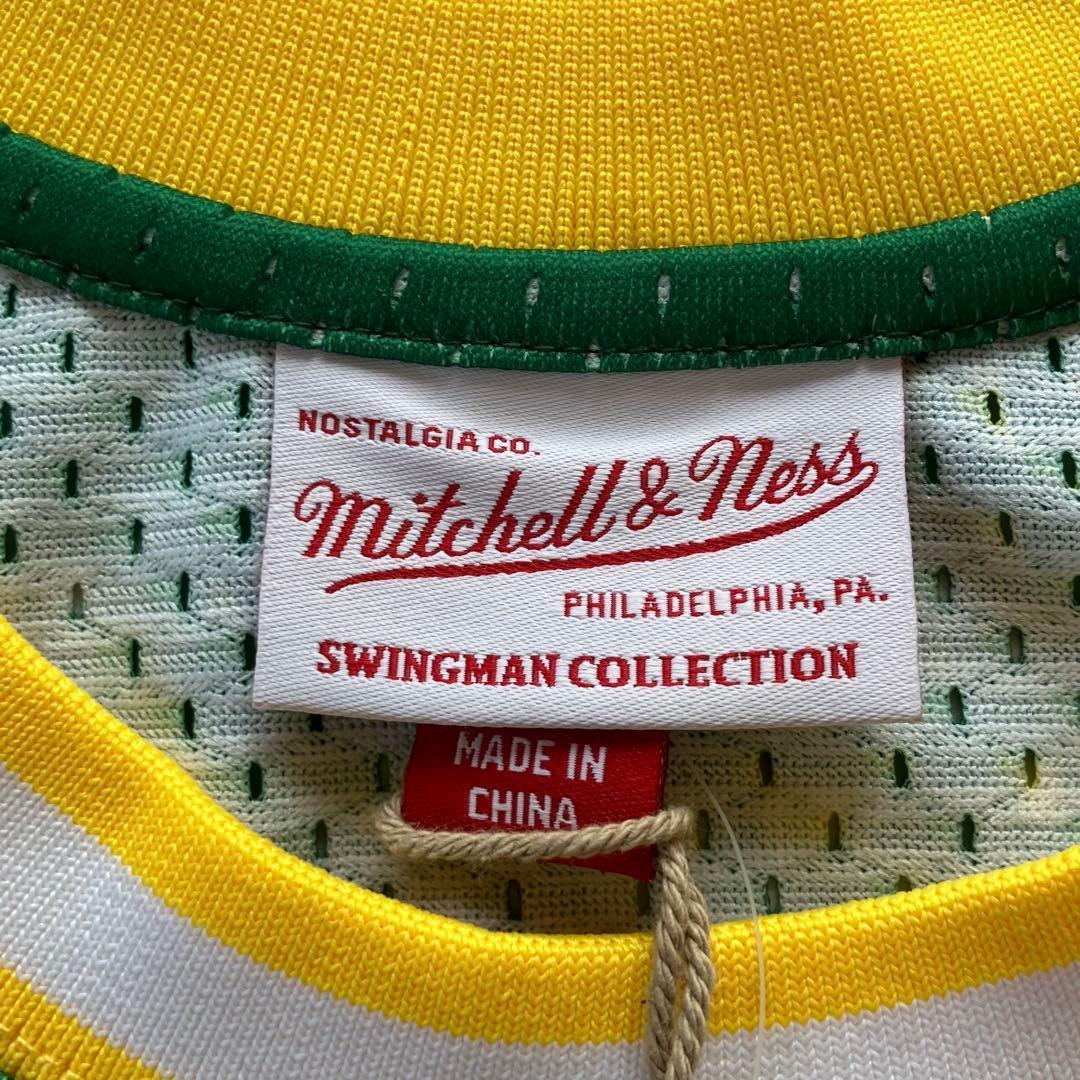 NOSTALGIA CO.
Mitchell & Ness
PHILADELPHIA, PA.
SWINGMAN COLLECTION
MADE IN
CHINA